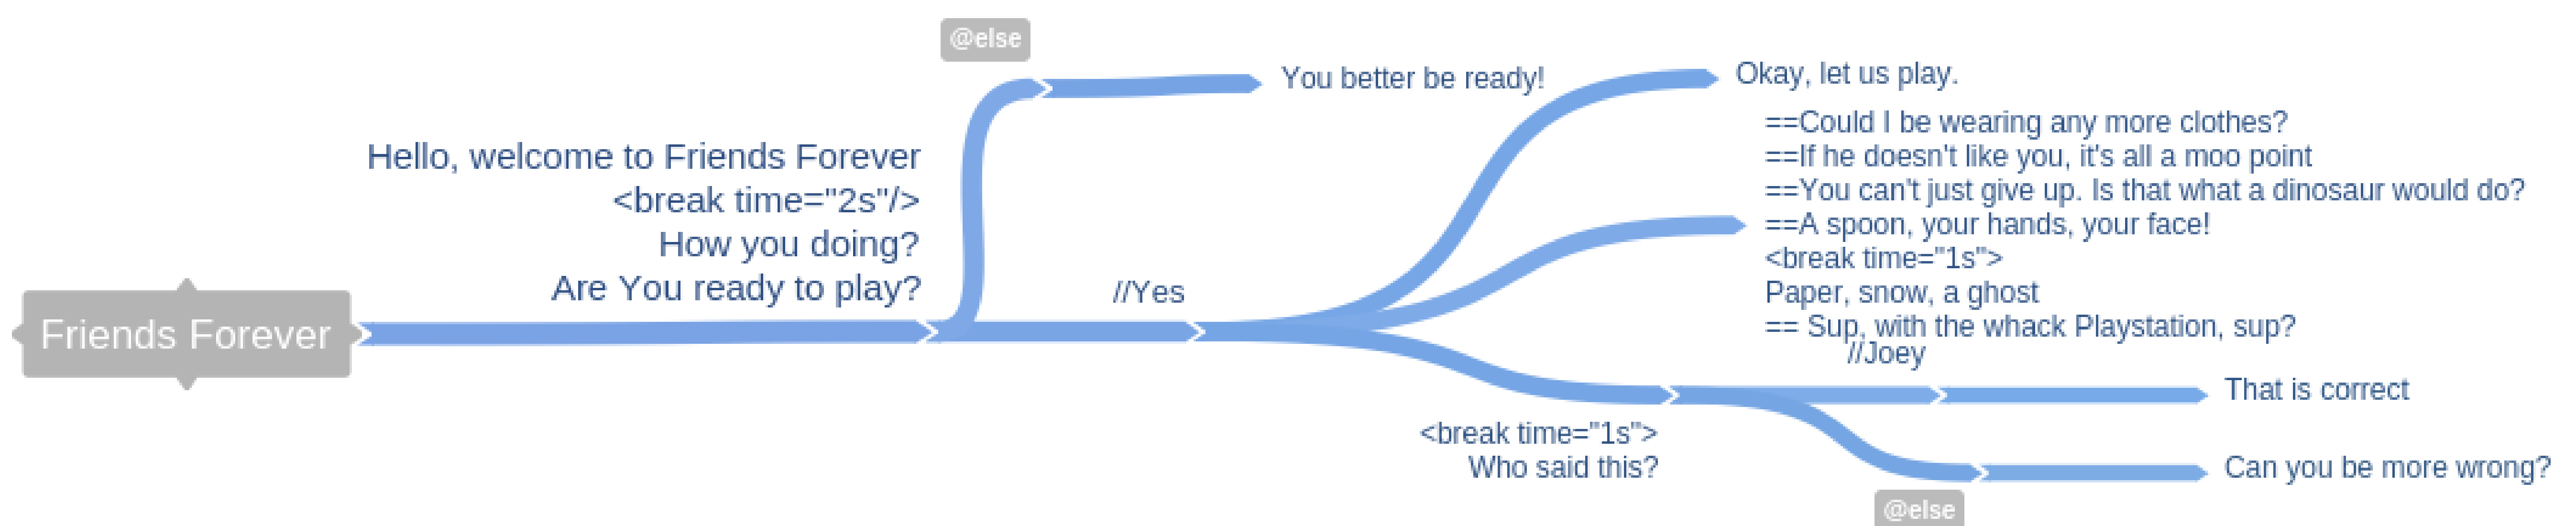 Friends Forever
Hello, welcome to Friends Forever
<break time="2s"/>
How you doing?
Are You ready to play?
@else
You better be ready!
//Yes
Okay, let us play.
==Could I be wearing any more clothes?
==If he doesn't like you, it's all a moo point
==You can't just give up. Is that what a dinosaur would do?
==A spoon, your hands, your face!
<break time="1s">
Paper, snow, a ghost
== Sup, with the whack Playstation, sup?
<break time="1s">
Who said this?
//Joey
That is correct
@else
Can you be more wrong?